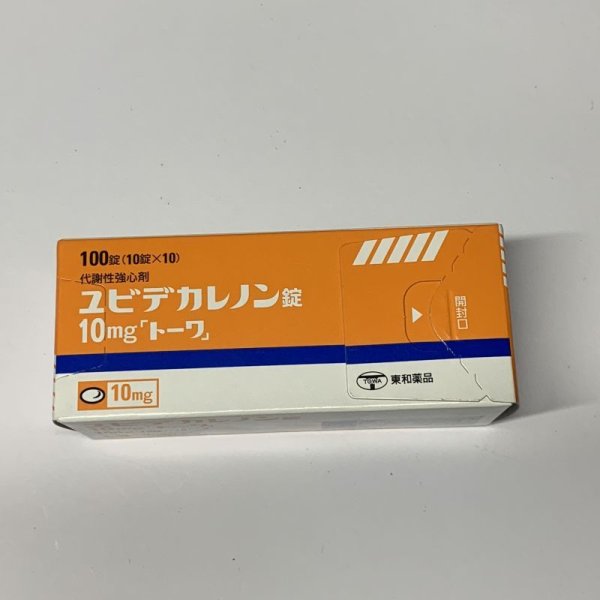 100錠(10錠×10)
代謝性強心剤
ユビデカレノン錠
10mg「トーワ」
開封口
10mg
TOWA
東和薬品